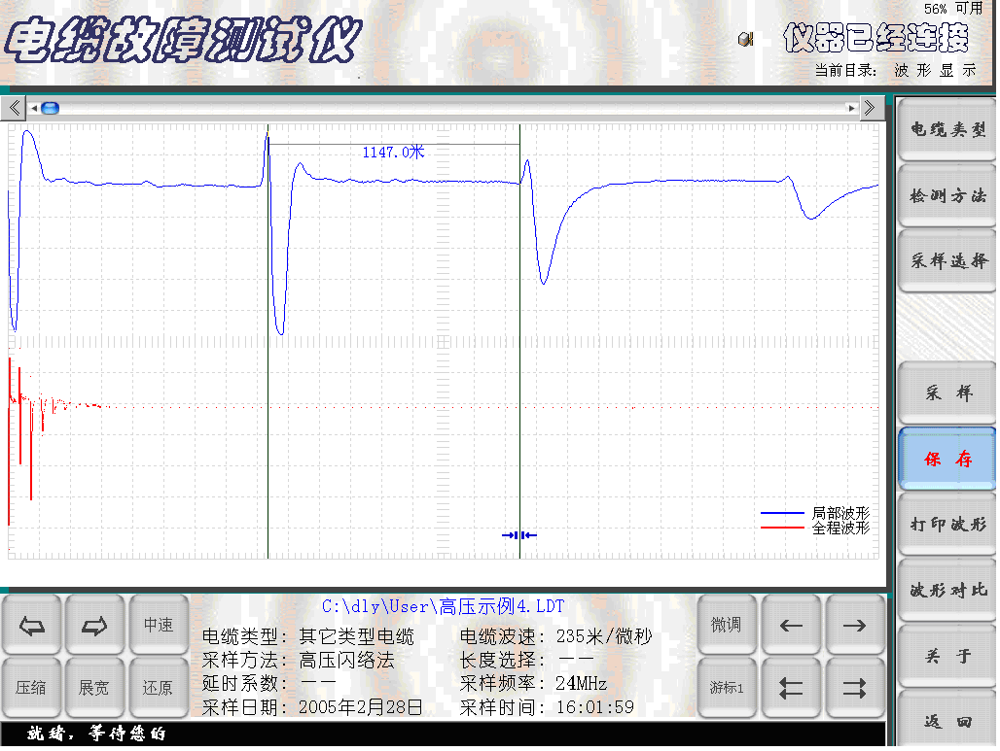 56% 可用
电缆故障测试仪
仪器已经连接
当前目录: 波形显示
1147.0米
局部波形
全程波形
电缆类型
检测方法
采样选择
采样
保存
打印波形
波形对比
关于
返回
中速
压缩
展宽
还原
C:\dly\User\高压示例4.LDT
电缆类型: 其它类型电缆
电缆波速: 235米/微秒
采样方法: 高压闪络法
长度选择: ——
延时系数: ——
采样频率: 24MHz
采样日期: 2005年2月28日
采样时间: 16:01:59
微调
游标1
就绪,等待您的